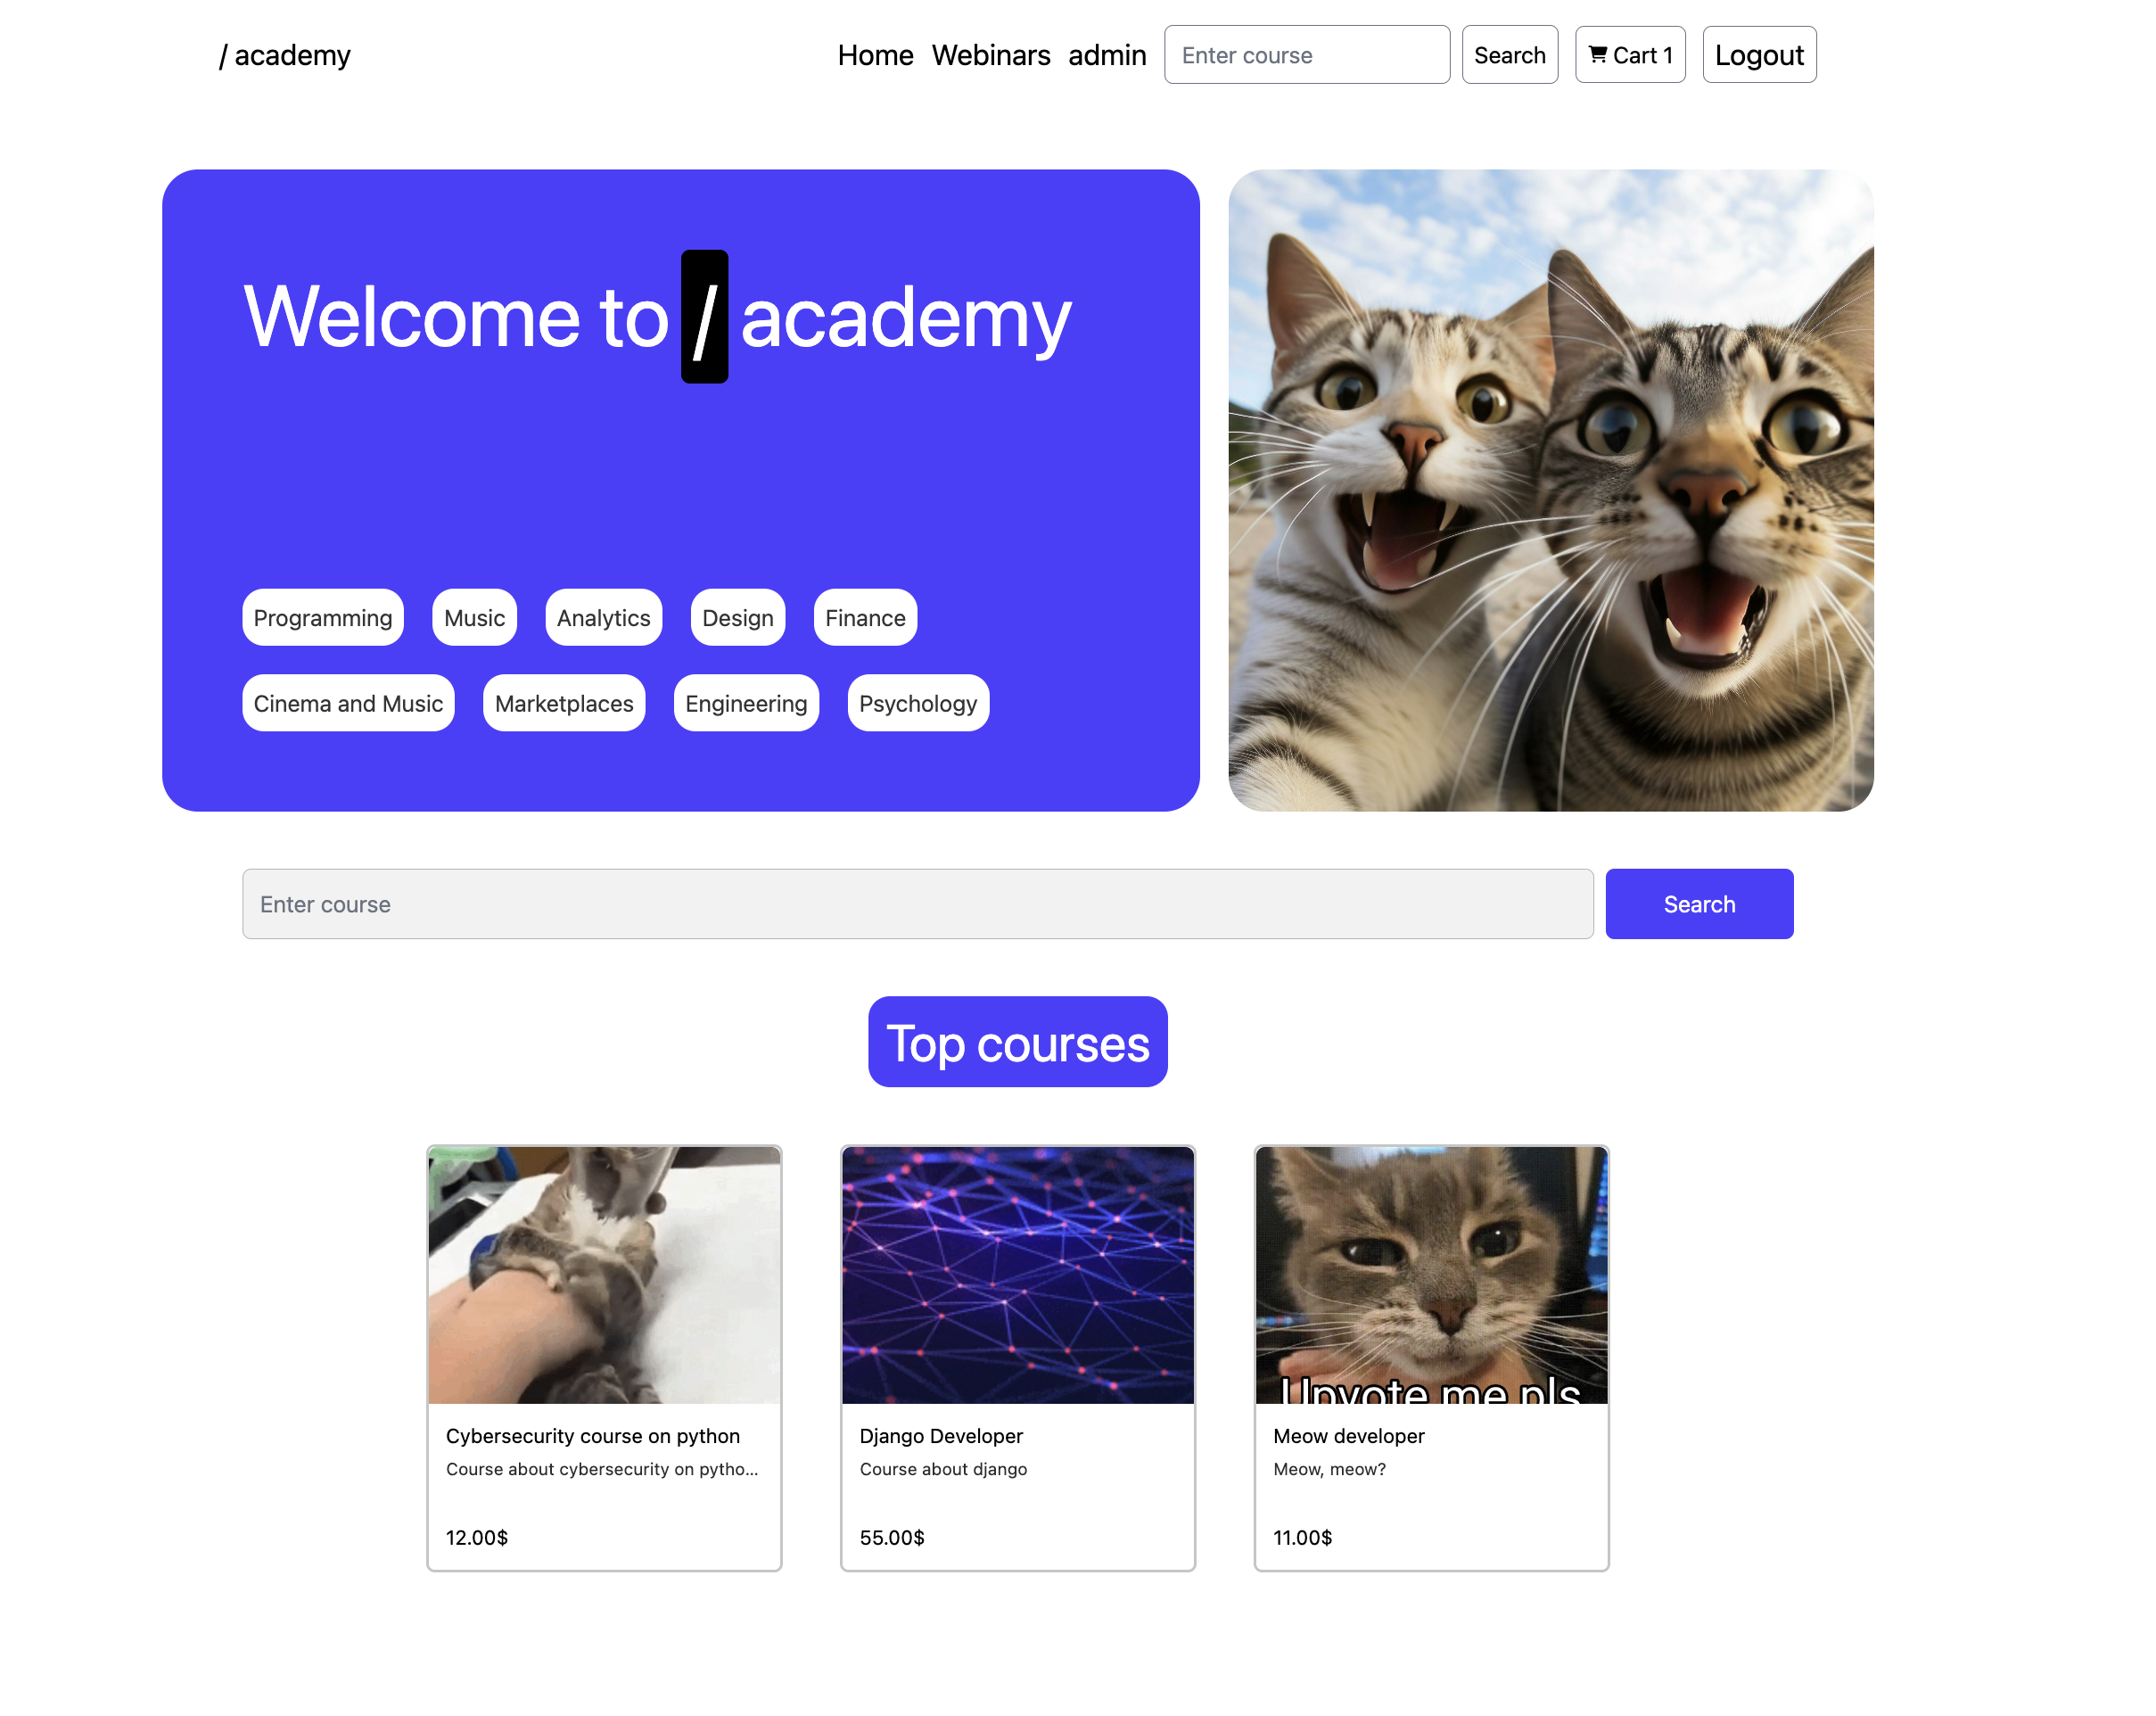 / academy
Home Webinars admin Enter course Search Cart 1 Logout
Welcome to / academy
Programming Music Analytics Design Finance
Cinema and Music Marketplaces Engineering Psychology
Enter course Search
Top courses
Upvote me pls
Cybersecurity course on python
Course about cybersecurity on pytho...
12.00$
Django Developer
Course about django
55.00$
Meow developer
Meow, meow?
11.00$